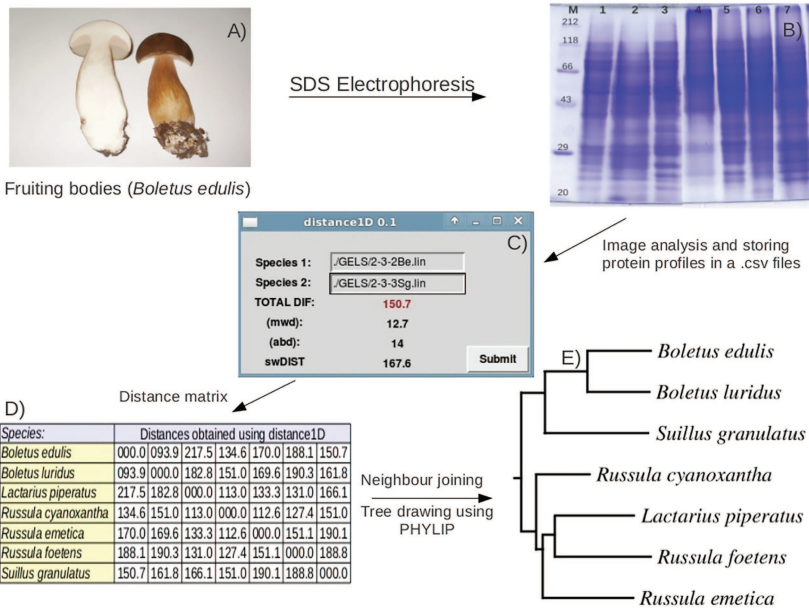 A)
Fruiting bodies (Boletus edulis)
SDS Electrophoresis
B)
M 1 2 3 4 5 6 7
212
118
66
43
29
20
Image analysis and storing
protein profiles in a .csv files
distance1D 0.1
C)
Species 1: ./GELS/2-3-2Be.lin
Species 2: ./GELS/2-3-3Sg.lin
TOTAL DIF: 150.7
(mwd): 12.7
(abd): 14
swDIST 167.6
Submit
Distance matrix
D)
Species: Distances obtained using distance1D
Boletus edulis 000.0 093.9 217.5 134.6 170.0 188.1 150.7
Boletus luridus 093.9 000.0 182.8 151.0 169.6 190.3 161.8
Lactarius piperatus 217.5 182.8 000.0 113.0 133.3 131.0 166.1
Russula cyanoxantha 134.6 151.0 113.0 000.0 112.6 127.4 151.0
Russula emetica 170.0 169.6 133.3 112.6 000.0 151.1 190.1
Russula foetens 188.1 190.3 131.0 127.4 151.1 000.0 188.8
Suillus granulatus 150.7 161.8 166.1 151.0 190.1 188.8 000.0
Neighbour joining
Tree drawing using
PHYLIP
E)
Boletus edulis
Boletus luridus
Suillus granulatus
Russula cyanoxantha
Lactarius piperatus
Russula foetens
Russula emetica